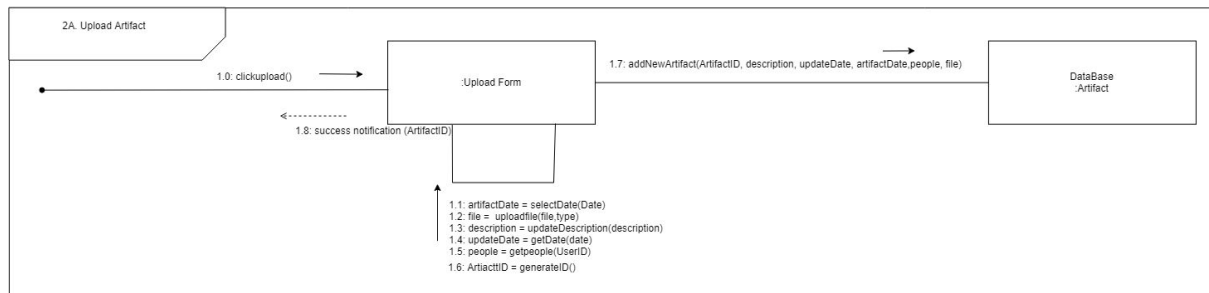 2A. Upload Artifact
1.0: clickupload()
:Upload Form
1.7: addNewArtifact(ArtifactID, description, updateDate, artifactDate,people, file)
DataBase
:Artifact
1.8: success notification (ArtifactID)
1.1: artifactDate = selectDate(Date)
1.2: file = uploadfile(file,type)
1.3: description = updateDescription(description)
1.4: updateDate = getDate(date)
1.5: people = getpeople(UserID)
1.6: ArtiacttID = generateID()